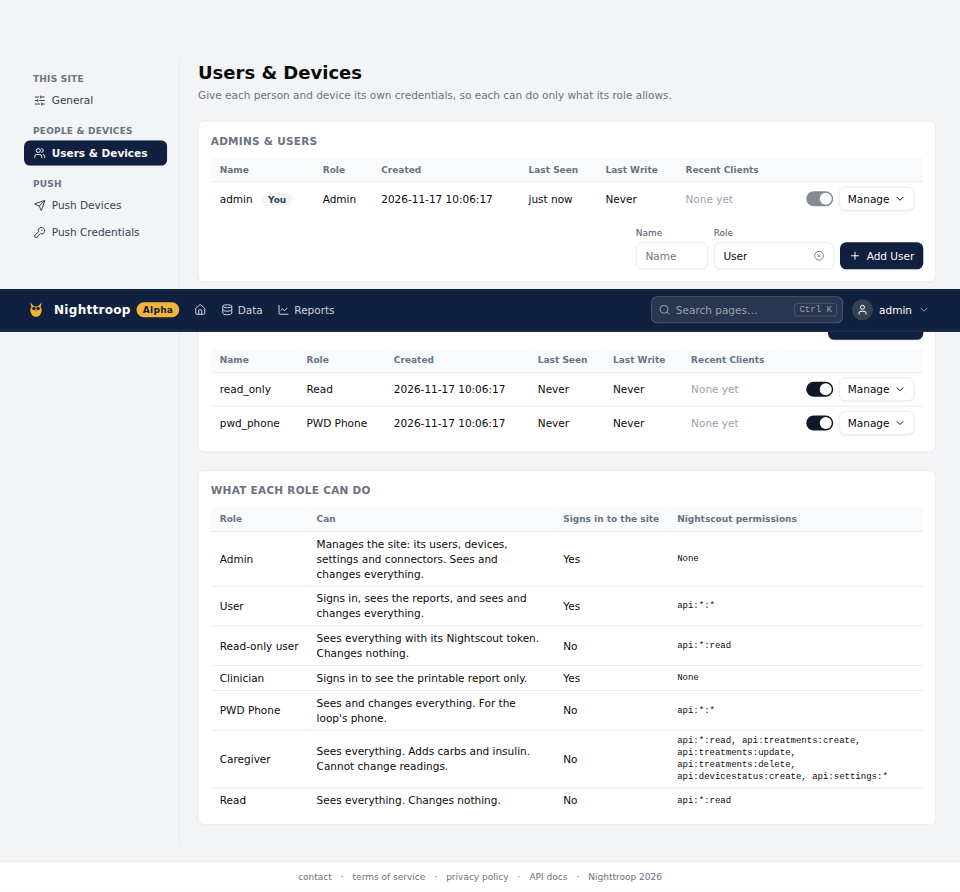 Users & Devices
Give each person and device its own credentials, so each can do only what its role allows.
THIS SITE
General
PEOPLE & DEVICES
Users & Devices
PUSH
Push Devices
Push Credentials
ADMINS & USERS
Name Role Created Last Seen Last Write Recent Clients
admin You Admin 2026-11-17 10:06:17 just now Never None yet Manage
Name Role
Name User Add User
Nighttroop Alpha Data Reports Search pages... Ctrl K admin
Name Role Created Last Seen Last Write Recent Clients
read_only Read 2026-11-17 10:06:17 Never Never None yet Manage
pwd_phone PWD Phone 2026-11-17 10:06:17 Never Never None yet Manage
WHAT EACH ROLE CAN DO
Role Can Signs in to the site Nightscout permissions
Admin Manages the site: its users, devices,
settings and connectors. Sees and
changes everything. Yes None
User Signs in, sees the reports, and sees and
changes everything. Yes api:*:*
Read-only user Sees everything with its Nightscout token.
Changes nothing. No api:*:read
Clinician Signs in to see the printable report only. Yes None
PWD Phone Sees and changes everything. For the
loop's phone. No api:*:*
Caregiver Sees everything. Adds carbs and insulin.
Cannot change readings. No api:*:read, api:treatments:create,
api:treatments:update,
api:treatments:delete,
api:devicestatus:create, api:settings:*
Read Sees everything. Changes nothing. No api:*:read
contact · terms of service · privacy policy · API docs · Nighttroop 2026